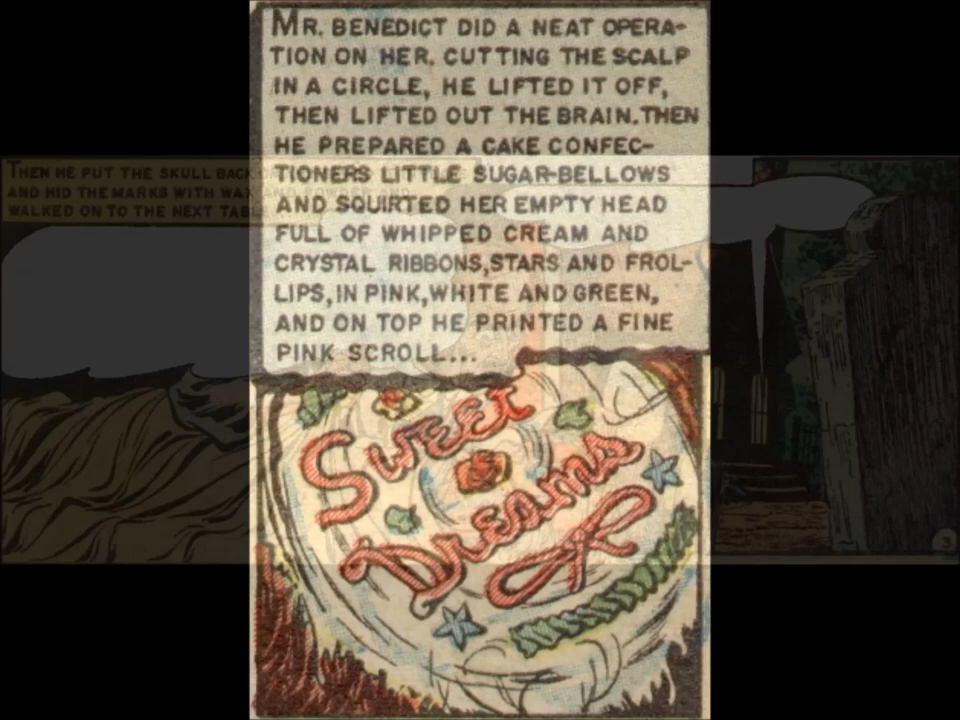 MR. BENEDICT DID A NEAT OPERA-
TION ON HER. CUTTING THE SCALP
IN A CIRCLE, HE LIFTED IT OFF,
THEN LIFTED OUT THE BRAIN. THEN
HE PREPARED A CAKE CONFEC-
TIONERS LITTLE SUGAR-BELLOWS
AND SQUIRTED HER EMPTY HEAD
FULL OF WHIPPED CREAM AND
CRYSTAL RIBBONS, STARS AND FROL-
LIPS, IN PINK, WHITE AND GREEN,
AND ON TOP HE PRINTED A FINE
PINK SCROLL...
Sweet
Dreams
THEN HE PUT THE SKULL BACK
AND HID THE MARKS WITH WAX AND POWDER AND
WALKED ON TO THE NEXT TABLE
3